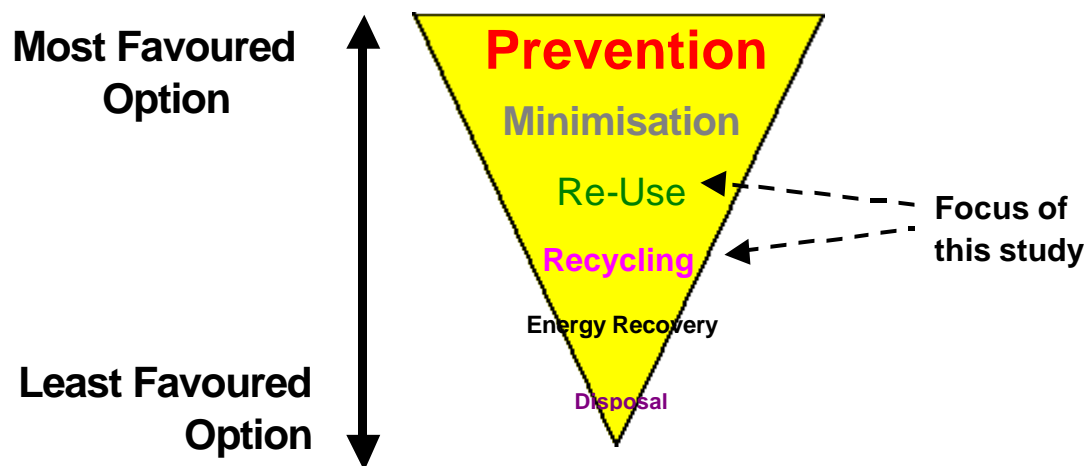 Most Favoured
Option
Prevention
Minimisation
Re-Use
Recycling
Energy Recovery
Disposal
Focus of
this study
Least Favoured
Option